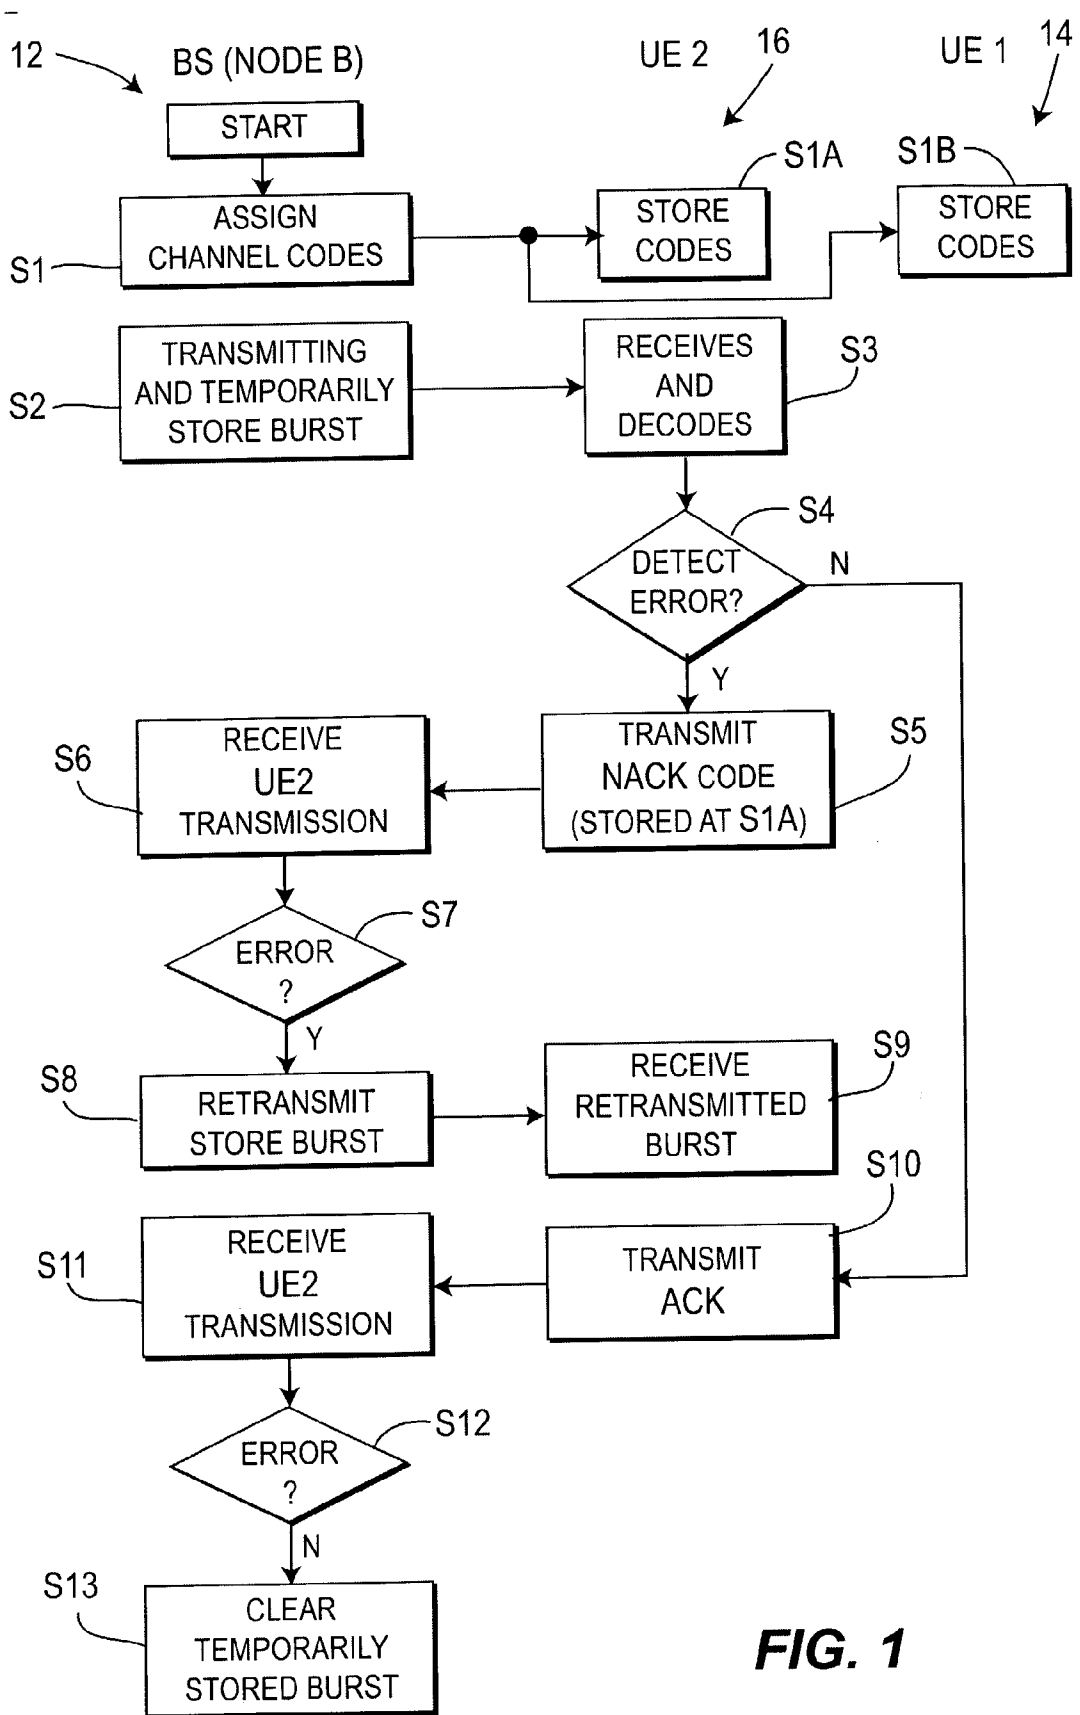 12
BS (NODE B)
UE 2
16
UE 1
14
START
S1A
S1B
ASSIGN
CHANNEL CODES
S1
STORE
CODES
STORE
CODES
TRANSMITTING
AND TEMPORARILY
STORE BURST
S2
RECEIVES
AND
DECODES
S3
S4
DETECT
ERROR?
N
Y
RECEIVE
UE2
TRANSMISSION
S6
TRANSMIT
NACK CODE
(STORED AT S1A)
S5
S7
ERROR
?
Y
S8
RETRANSMIT
STORE BURST
RECEIVE
RETRANSMITTED
BURST
S9
S10
S11
RECEIVE
UE2
TRANSMISSION
TRANSMIT
ACK
S12
ERROR
?
N
S13
CLEAR
TEMPORARILY
STORED BURST
FIG. 1